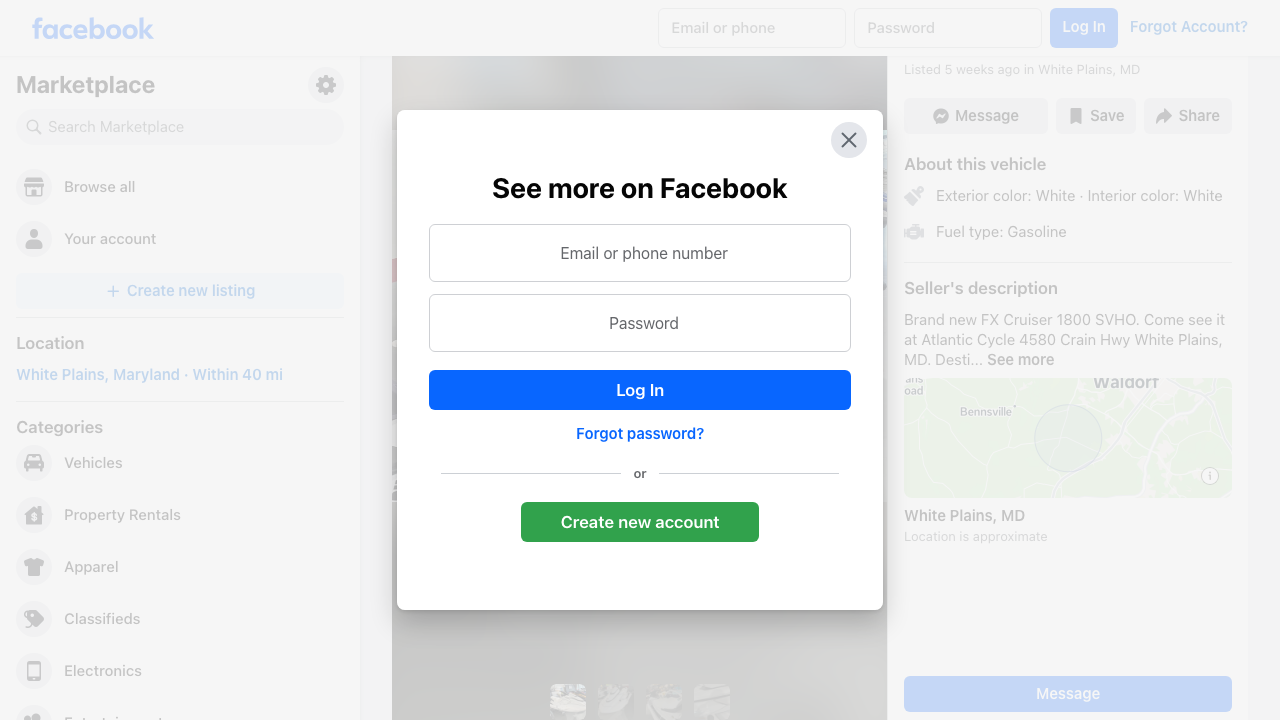 facebook
Email or phone
Password
Log In
Forgot Account?
Marketplace
Search Marketplace
Browse all
Your account
Create new listing
Location
White Plains, Maryland · Within 40 mi
Categories
Vehicles
Property Rentals
Apparel
Classifieds
Electronics
See more on Facebook
Email or phone number
Password
Log In
Forgot password?
or
Create new account
Listed 5 weeks ago in White Plains, MD
Message
Save
Share
About this vehicle
Exterior color: White · Interior color: White
Fuel type: Gasoline
Seller's description
Brand new FX Cruiser 1800 SVHO. Come see it
at Atlantic Cycle 4580 Crain Hwy White Plains,
MD. Desti... See more
Waldorf
Bennsville
White Plains, MD
Location is approximate
Message